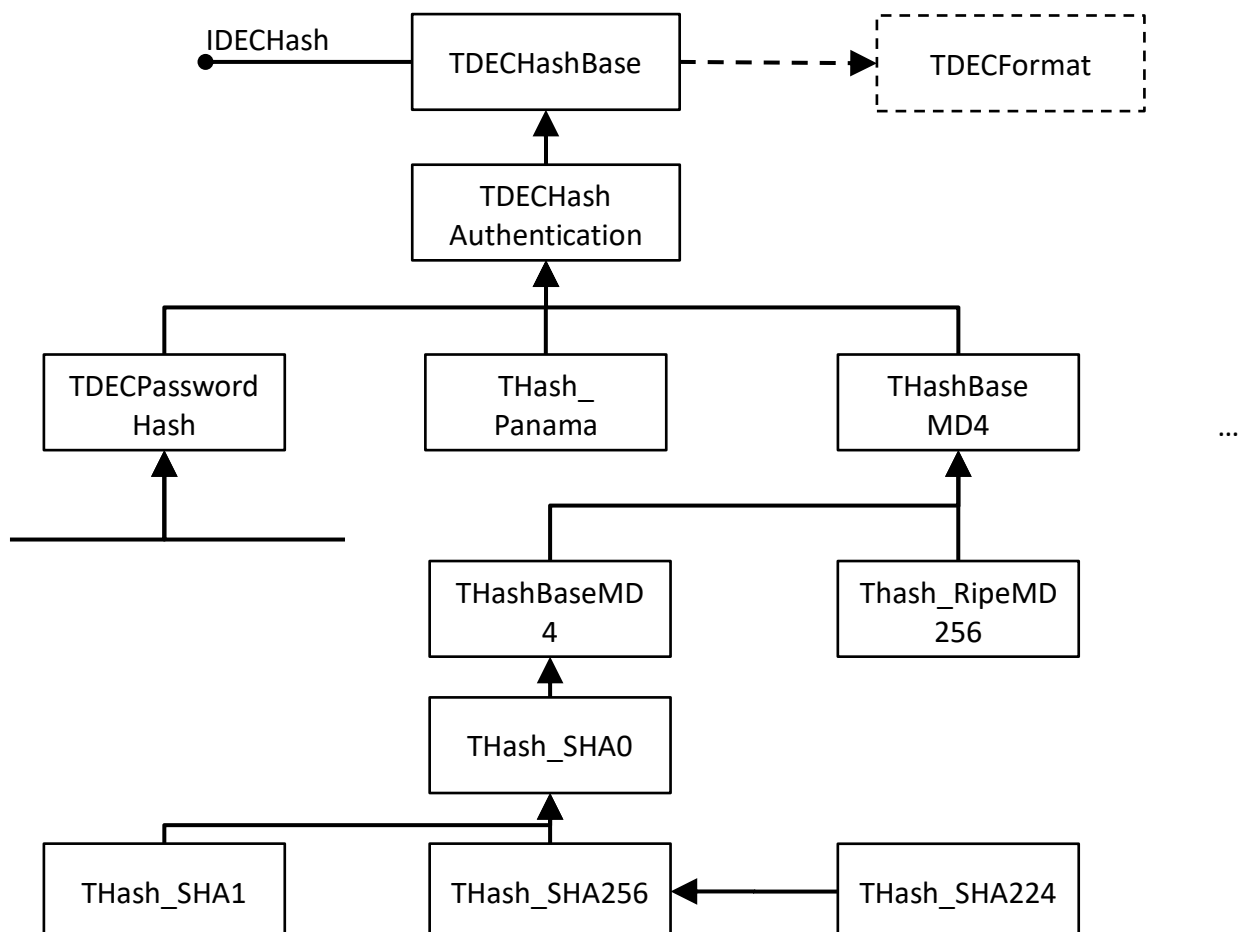 IDECHash
TDECHashBase
TDECFormat
TDECHash
Authentication
TDECPassword
Hash
THash_
Panama
THashBase
MD4
...
THashBaseMD
4
Thash_RipeMD
256
THash_SHA0
THash_SHA1
THash_SHA256
THash_SHA224